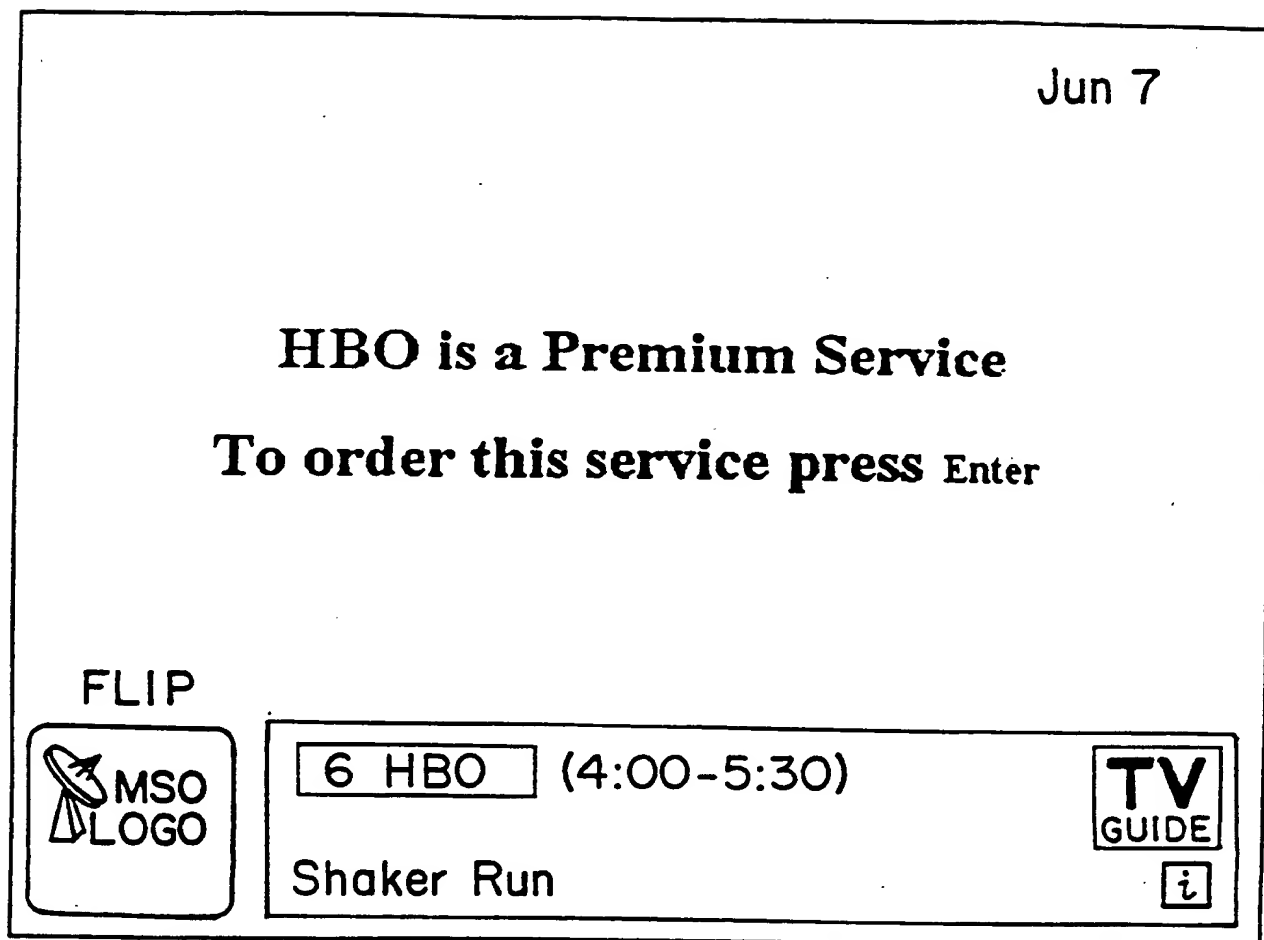 Jun 7
HBO is a Premium Service
To order this service press Enter
FLIP
MSO
LOGO
6 HBO (4:00-5:30)
TV
GUIDE
Shaker Run
i